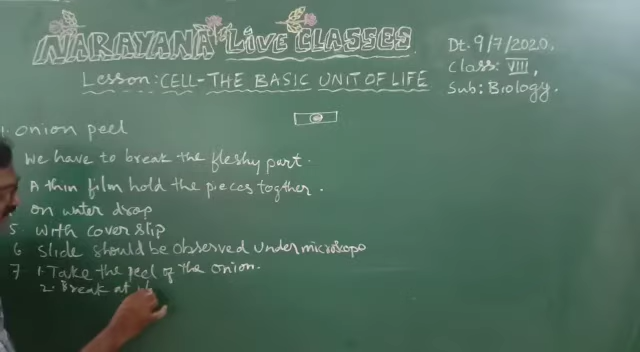 NARAYANA LIVE CLASSES
Dt. 9/7/2020,
Lesson: CELL-THE BASIC UNIT OF LIFE
Class: VIII,
Sub: Biology.
1. onion peel
We have to break the fleshy part.
A thin film hold the pieces togther.
on water drop
5 with cover slip
6 Slide should be observed under microscope
7 1. Take the peel of the onion.
2. Break at